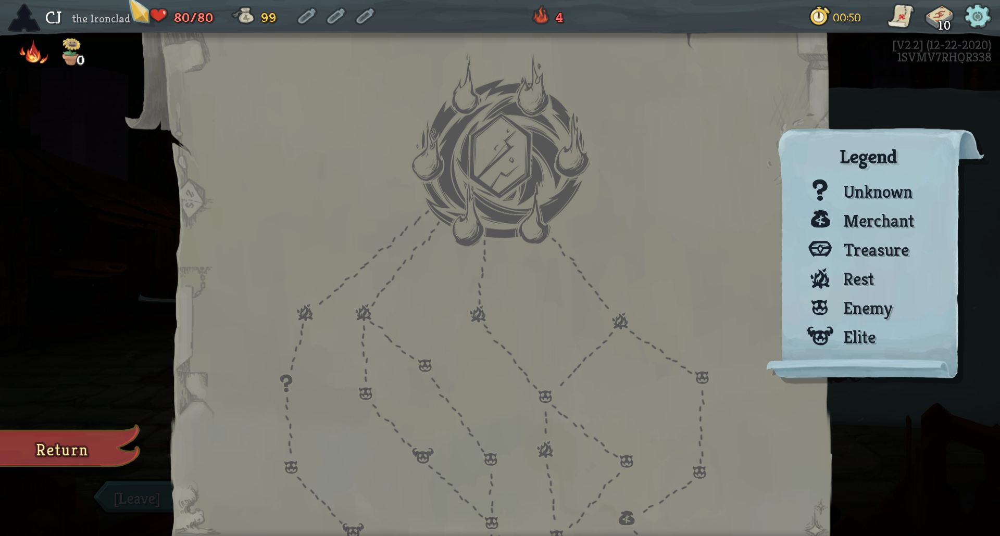 CJ the Ironclad 80/80 99 4 00:50 10
0
[V2.2] (12-22-2020)
1SVMV7RHQR338
Legend
Unknown
Merchant
Treasure
Rest
Enemy
Elite
Return
[Leave]